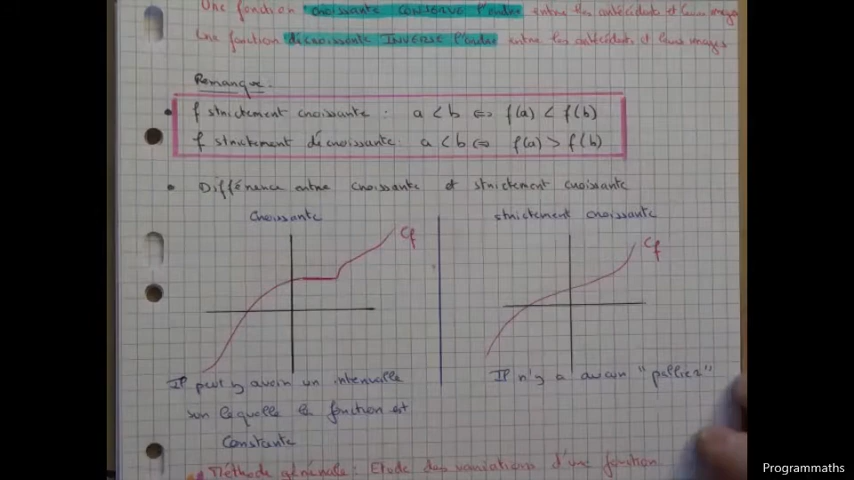 Une fonction croissante CONSERVE l'ordre entre les antécédents et leurs images
Une fonction décroissante INVERSE l'ordre entre les antécédents et leurs images
Remarque:
f strictement croissante : a < b ⇔ f(a) < f(b)
f strictement décroissante: a < b ⇔ f(a) > f(b)
• Différence entre croissante et strictement croissante
Croissante
strictement croissante
Cf
Cf
Il peut y avoir un intervalle
sur lequelle la fonction est
Constante
Il n'y a aucun "pallier"
Méthode générale: Etude des variations d'une fonction
Programmaths